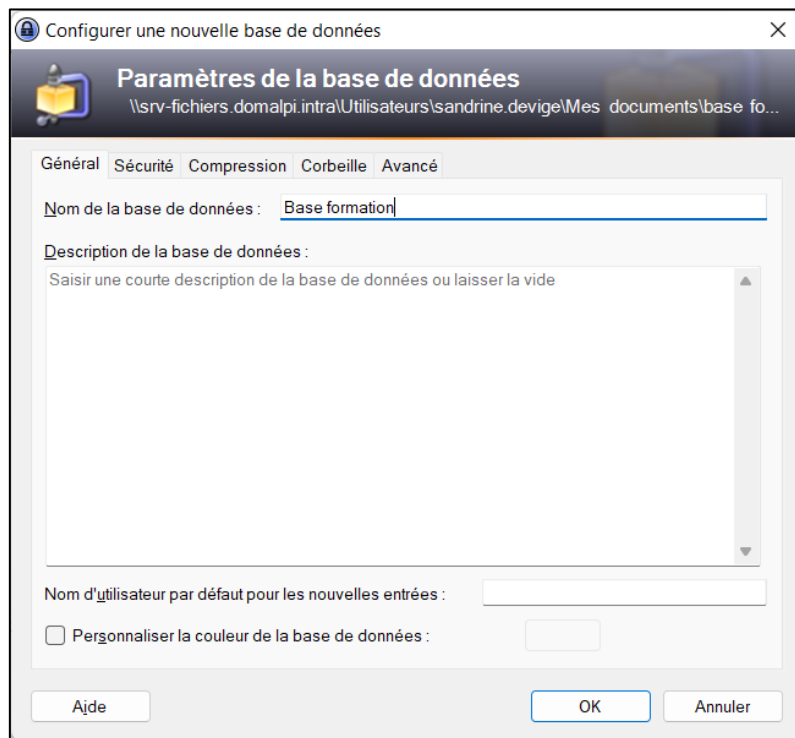 Configurer une nouvelle base de données
Paramètres de la base de données
\\srv-fichiers.domalpi.intra\Utilisateurs\sandrine.devige\Mes documents\base fo...
Général Sécurité Compression Corbeille Avancé
Nom de la base de données : Base formation
Description de la base de données :
Saisir une courte description de la base de données ou laisser la vide
Nom d'utilisateur par défaut pour les nouvelles entrées :
Personnaliser la couleur de la base de données :
Aide OK Annuler